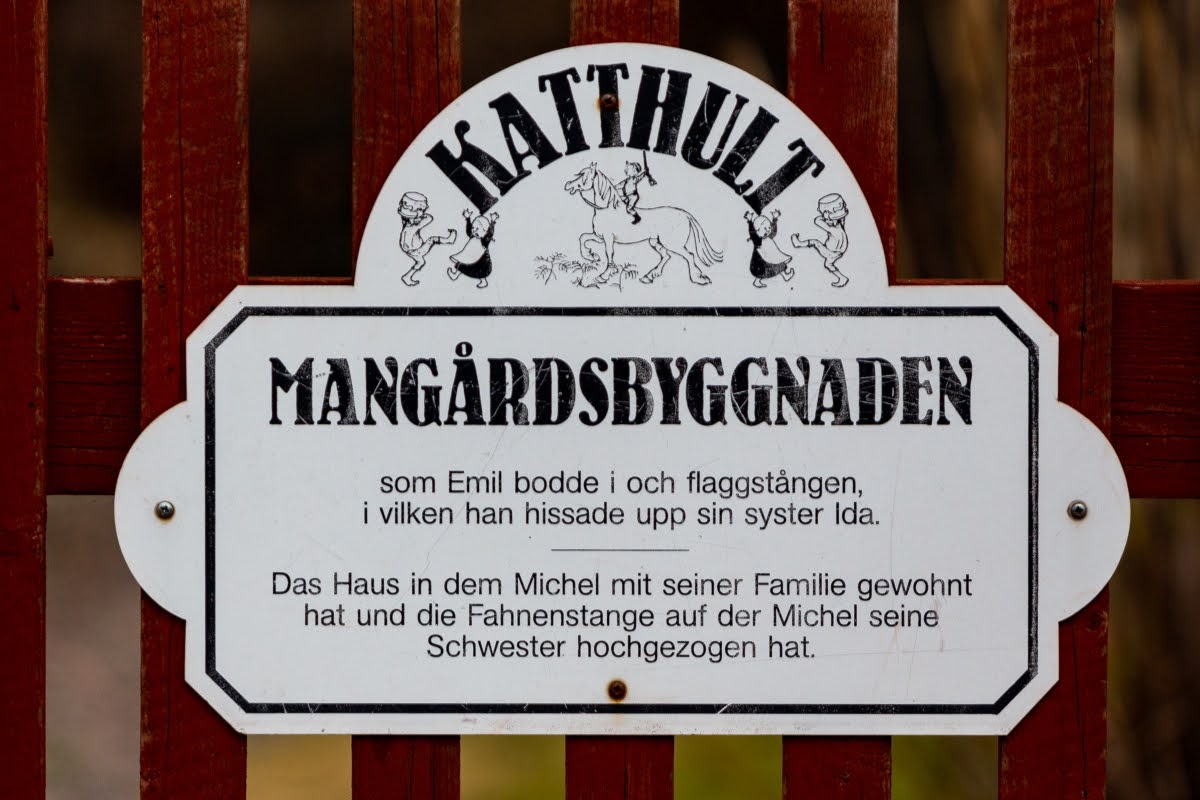 KATTHULT
MANGÅRDSBYGGNADEN
som Emil bodde i och flaggstången,
i vilken han hissade upp sin syster Ida.
Das Haus in dem Michel mit seiner Familie gewohnt
hat und die Fahnenstange auf der Michel seine
Schwester hochgezogen hat.